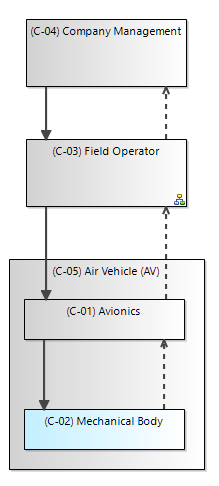 (C-04) Company Management
(C-03) Field Operator
(C-05) Air Vehicle (AV)
(C-01) Avionics
(C-02) Mechanical Body